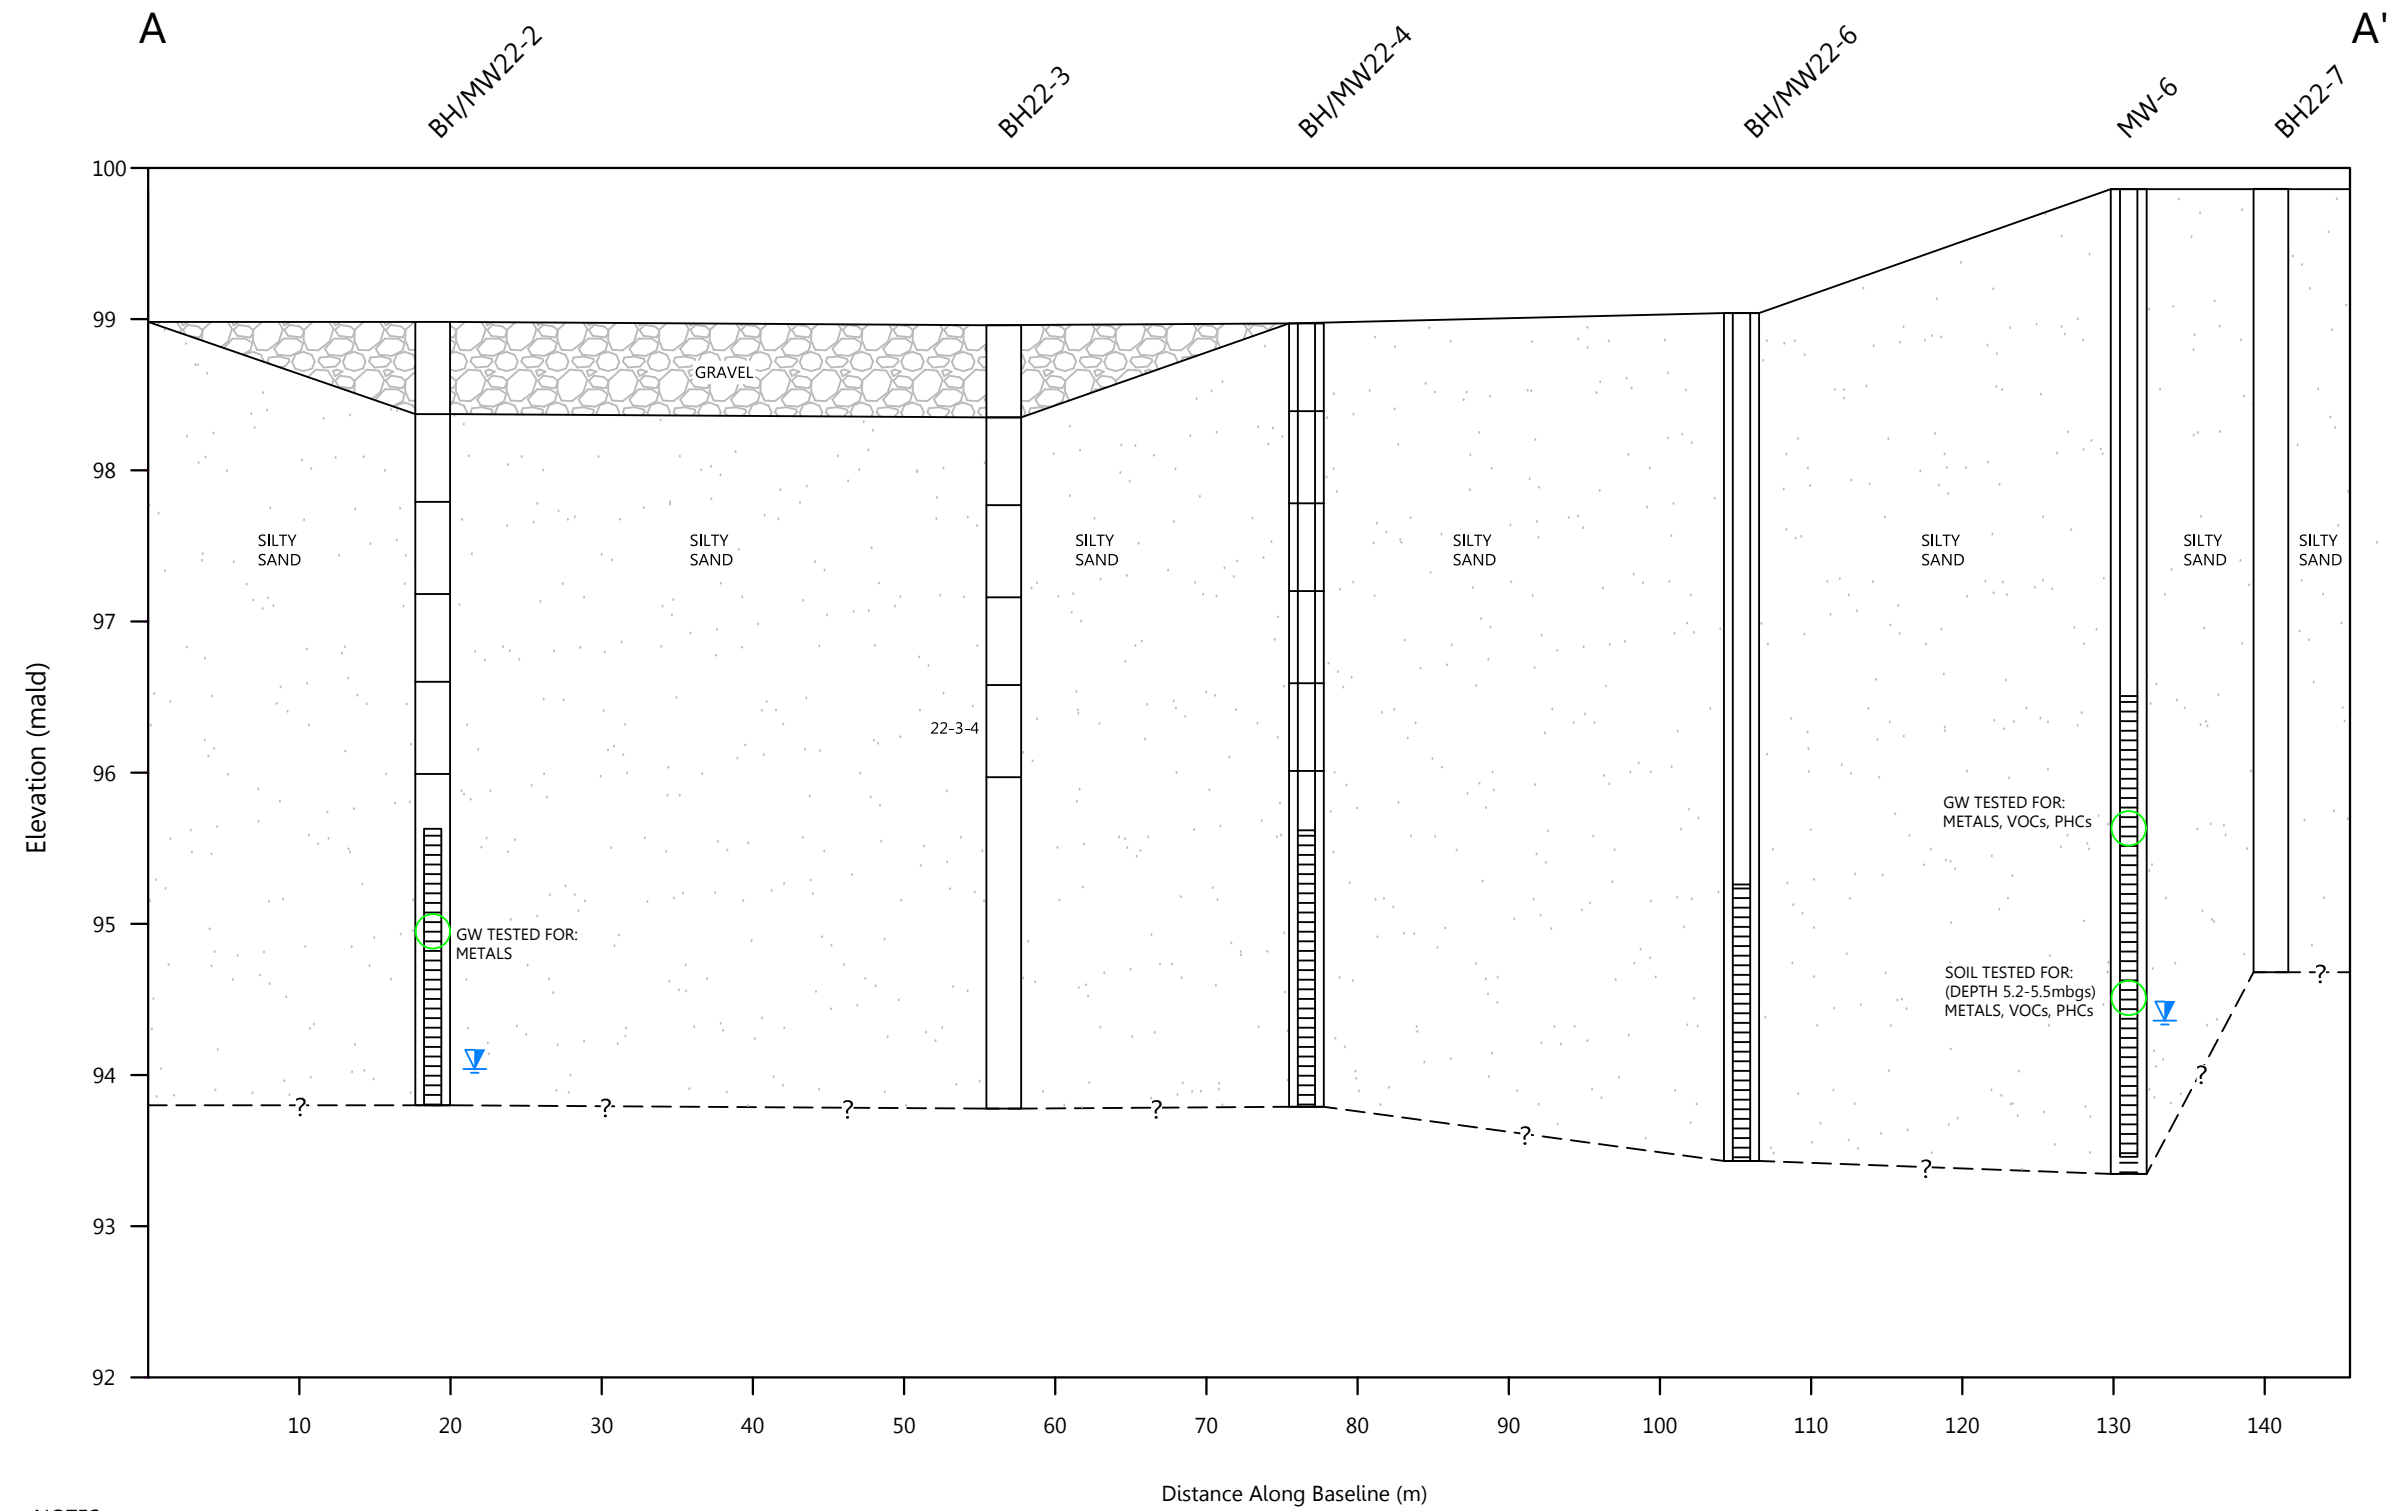 A
A'
BH/MW22-2
BH22-3
BH/MW22-4
BH/MW22-6
MW-6
BH22-7
100
99
98
97
96
95
94
93
92
Elevation (mald)
GRAVEL
SILTY
SAND
SILTY
SAND
SILTY
SAND
SILTY
SAND
SILTY
SAND
SILTY
SAND
SILTY
SAND
22-3-4
GW TESTED FOR:
METALS, VOCs, PHCs
GW TESTED FOR:
METALS
SOIL TESTED FOR:
(DEPTH 5.2-5.5mbgs)
METALS, VOCs, PHCs
?
?
?
?
?
?
?
?
10
20
30
40
50
60
70
80
90
100
110
120
130
140
Distance Along Baseline (m)